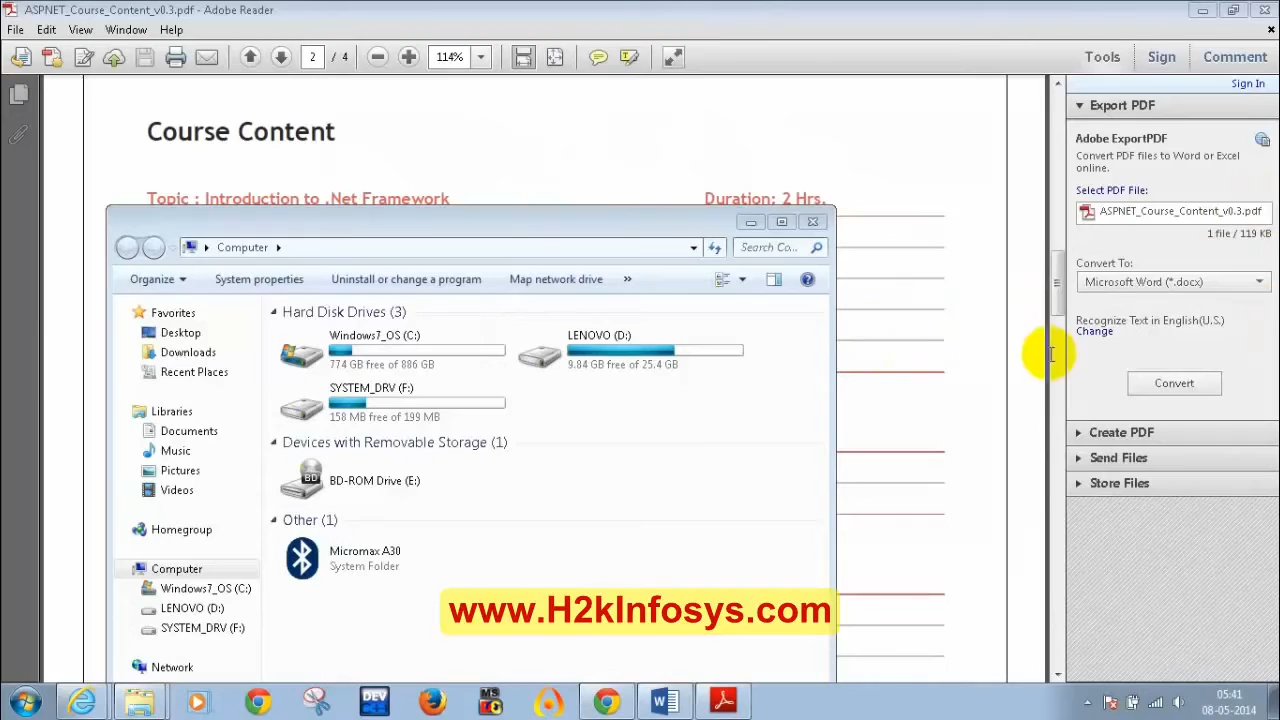 ASPNET_Course_Content_v0.3.pdf - Adobe Reader
File Edit View Window Help
2 / 4 114% Tools Sign Comment
Sign In
Course Content
Topic : Introduction to .Net Framework Duration: 2 Hrs.
Computer Search Co...
Organize System properties Uninstall or change a program Map network drive »
Favorites
Desktop
Downloads
Recent Places
Libraries
Documents
Music
Pictures
Videos
Homegroup
Computer
Windows7_OS (C:)
LENOVO (D:)
SYSTEM_DRV (F:)
Network
Hard Disk Drives (3)
Windows7_OS (C:)
774 GB free of 886 GB
LENOVO (D:)
9.84 GB free of 25.4 GB
SYSTEM_DRV (F:)
158 MB free of 199 MB
Devices with Removable Storage (1)
BD
BD-ROM Drive (E:)
Other (1)
Micromax A30
System Folder
www.H2kInfosys.com
Export PDF
Adobe ExportPDF
Convert PDF files to Word or Excel
online.
Select PDF File:
ASPNET_Course_Content_v0.3.pdf
1 file / 119 KB
Convert To:
Microsoft Word (*.docx)
Recognize Text in English(U.S.)
Change
Convert
Create PDF
Send Files
Store Files
DEV
MS
05:41
08-05-2014